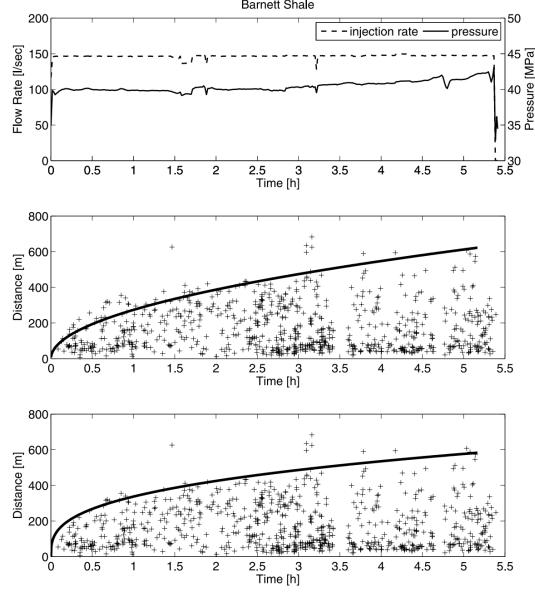 Barnett Shale
injection rate
pressure
200
150
100
50
0
50
45
40
35
30
Flow Rate [l/sec]
Pressure [MPa]
0 0.5 1 1.5 2 2.5 3 3.5 4 4.5 5 5.5
Time [h]
800
600
400
200
0
Distance [m]
0 0.5 1 1.5 2 2.5 3 3.5 4 4.5 5 5.5
Time [h]
800
600
400
200
0
Distance [m]
0 0.5 1 1.5 2 2.5 3 3.5 4 4.5 5 5.5
Time [h]